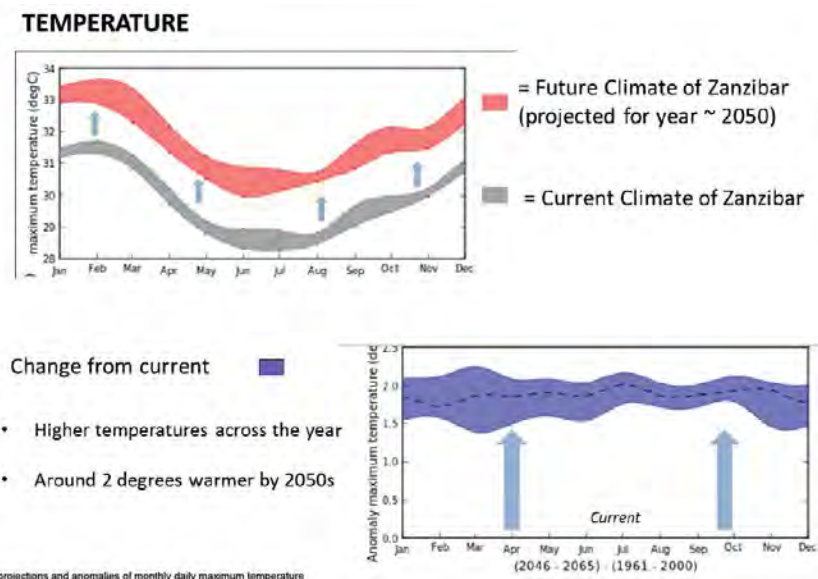 TEMPERATURE
maximum temperature (degC)
34
33
32
31
30
29
28
Jan Feb Mar Apr May Jun Jul Aug Sep Oct Nov Dec
= Future Climate of Zanzibar
(projected for year ~ 2050)
= Current Climate of Zanzibar
Change from current
• Higher temperatures across the year
• Around 2 degrees warmer by 2050s
Anomaly maximum temperature (de
2.5
2.0
1.5
1.0
0.5
0.0
Current
Jan Feb Mar Apr May Jun Jul Aug Sep Oct Nov Dec
(2046 - 2065) - (1961 - 2000)
projections and anomalies of monthly daily maximum temperature